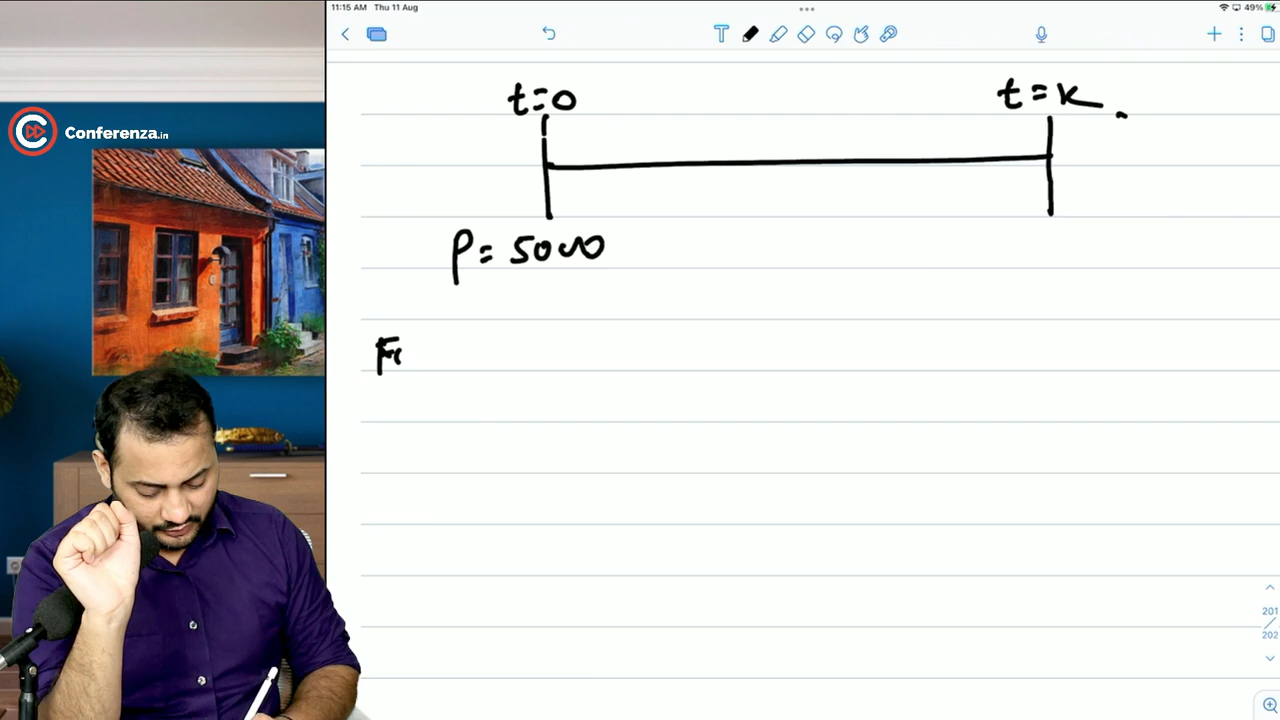 11:15 AM Thu 11 Aug
49%
Conferenza.in
t=0
t=k
P=5000
201
202